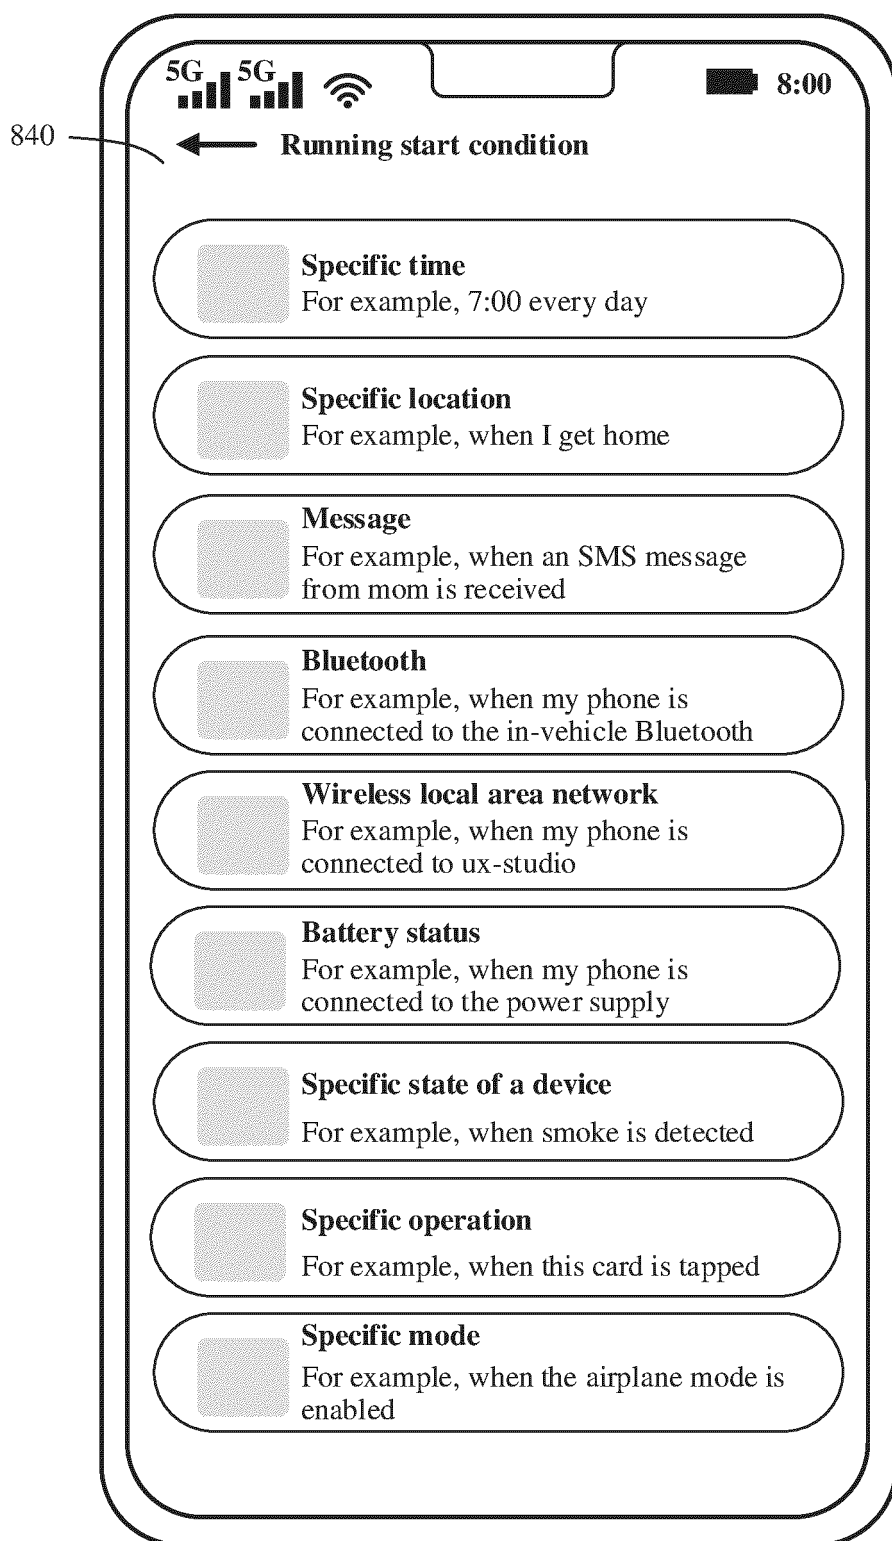 5G 5G 8:00
840
Running start condition
Specific time
For example, 7:00 every day
Specific location
For example, when I get home
Message
For example, when an SMS message
from mom is received
Bluetooth
For example, when my phone is
connected to the in-vehicle Bluetooth
Wireless local area network
For example, when my phone is
connected to ux-studio
Battery status
For example, when my phone is
connected to the power supply
Specific state of a device
For example, when smoke is detected
Specific operation
For example, when this card is tapped
Specific mode
For example, when the airplane mode is
enabled